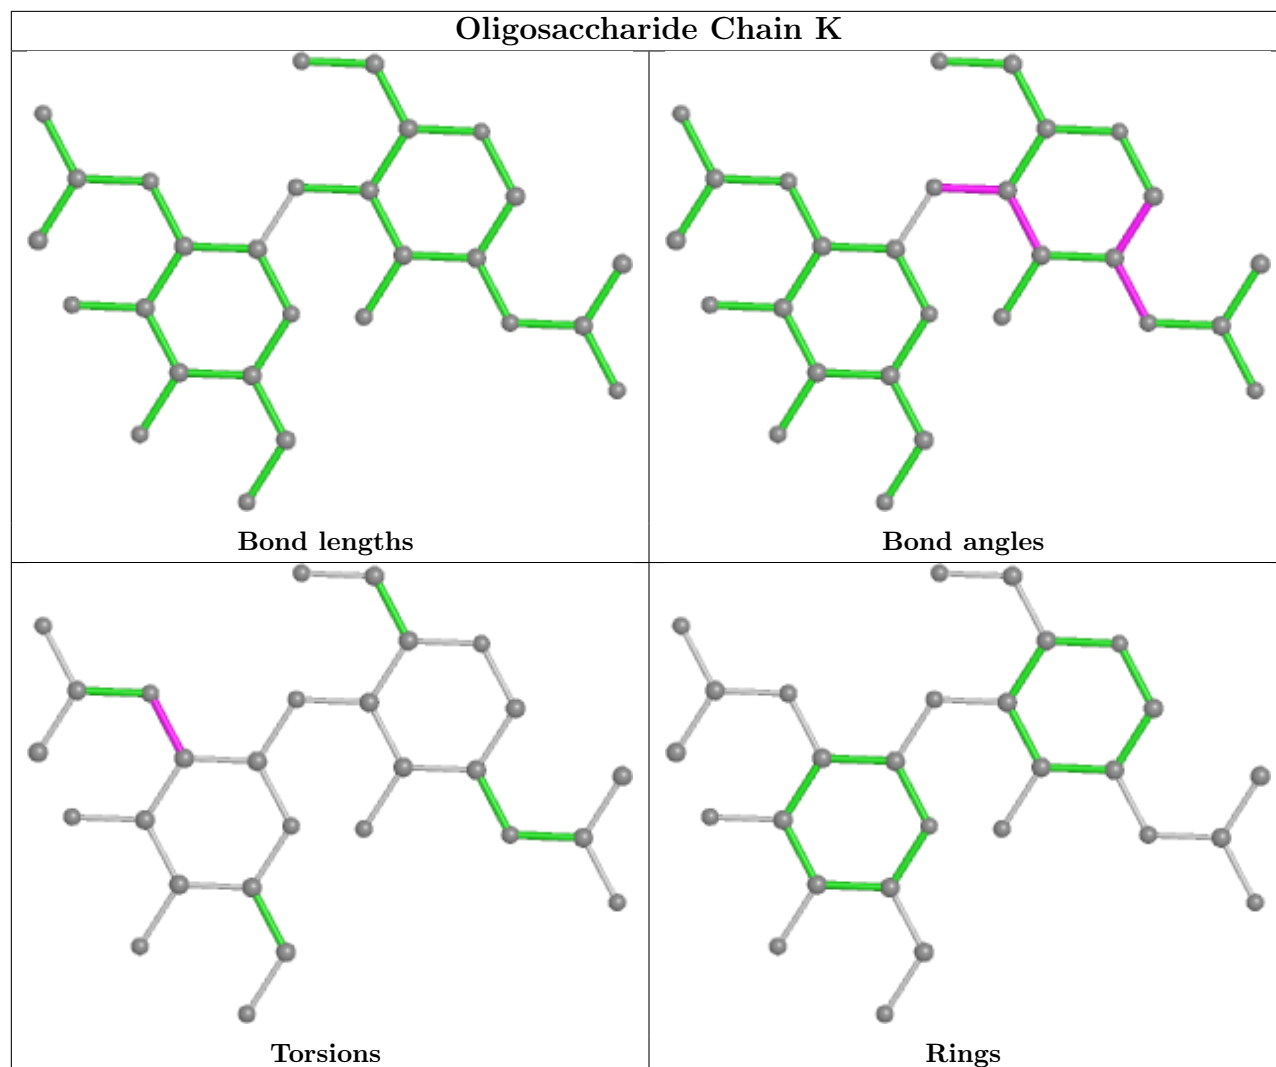 Oligosaccharide Chain K
Bond lengths
Bond angles
Torsions
Rings